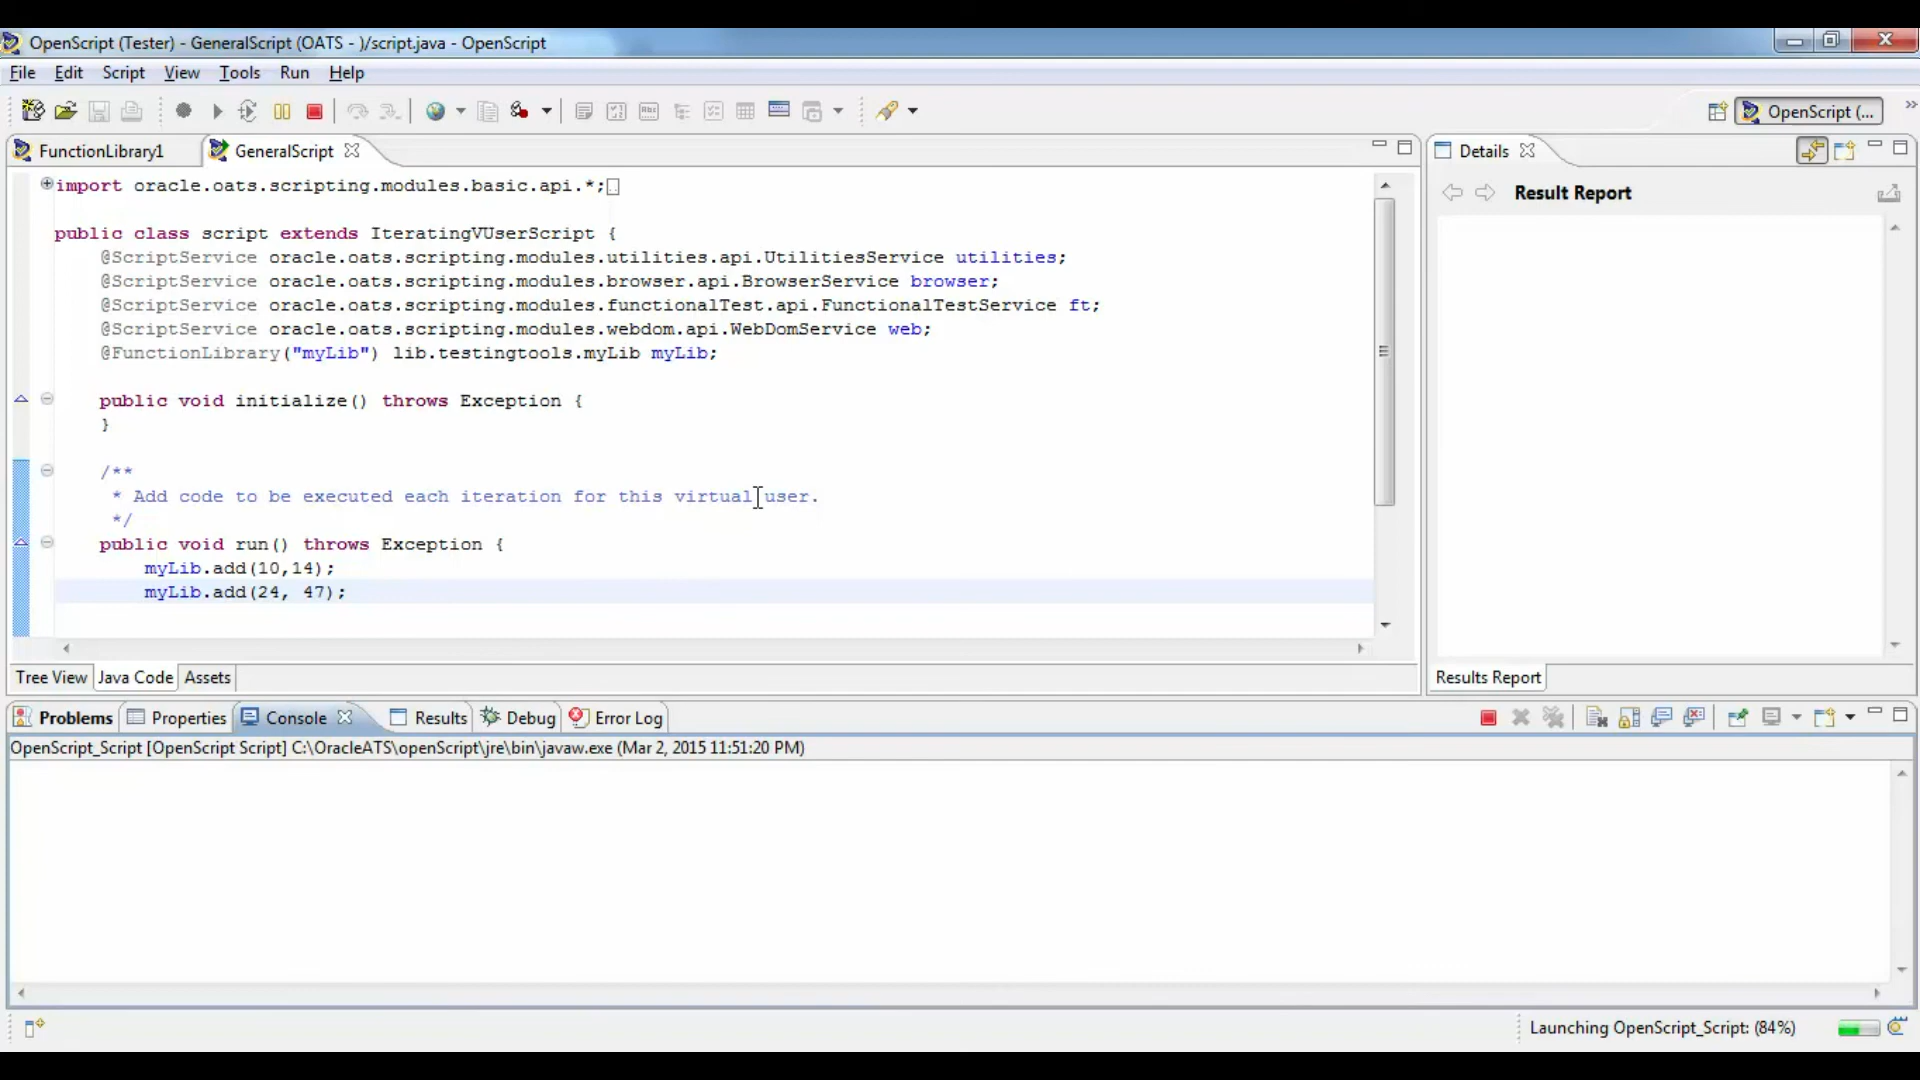 OpenScript (Tester) - GeneralScript (OATS - )/script.java - OpenScript
File Edit Script View Tools Run Help
OpenScript (...
FunctionLibrary1 GeneralScript
import oracle.oats.scripting.modules.basic.api.*;
public class script extends IteratingVUserScript {
@ScriptService oracle.oats.scripting.modules.utilities.api.UtilitiesService utilities;
@ScriptService oracle.oats.scripting.modules.browser.api.BrowserService browser;
@ScriptService oracle.oats.scripting.modules.functionalTest.api.FunctionalTestService ft;
@ScriptService oracle.oats.scripting.modules.webdom.api.WebDomService web;
@FunctionLibrary("myLib") lib.testingtools.myLib myLib;
public void initialize() throws Exception {
}
/**
* Add code to be executed each iteration for this virtual user.
*/
public void run() throws Exception {
myLib.add(10,14);
myLib.add(24, 47);
Tree View Java Code Assets
Details
Result Report
Results Report
Problems Properties Console Results Debug Error Log
OpenScript_Script [OpenScript Script] C:\OracleATS\openScript\jre\bin\javaw.exe (Mar 2, 2015 11:51:20 PM)
Launching OpenScript_Script: (84%)